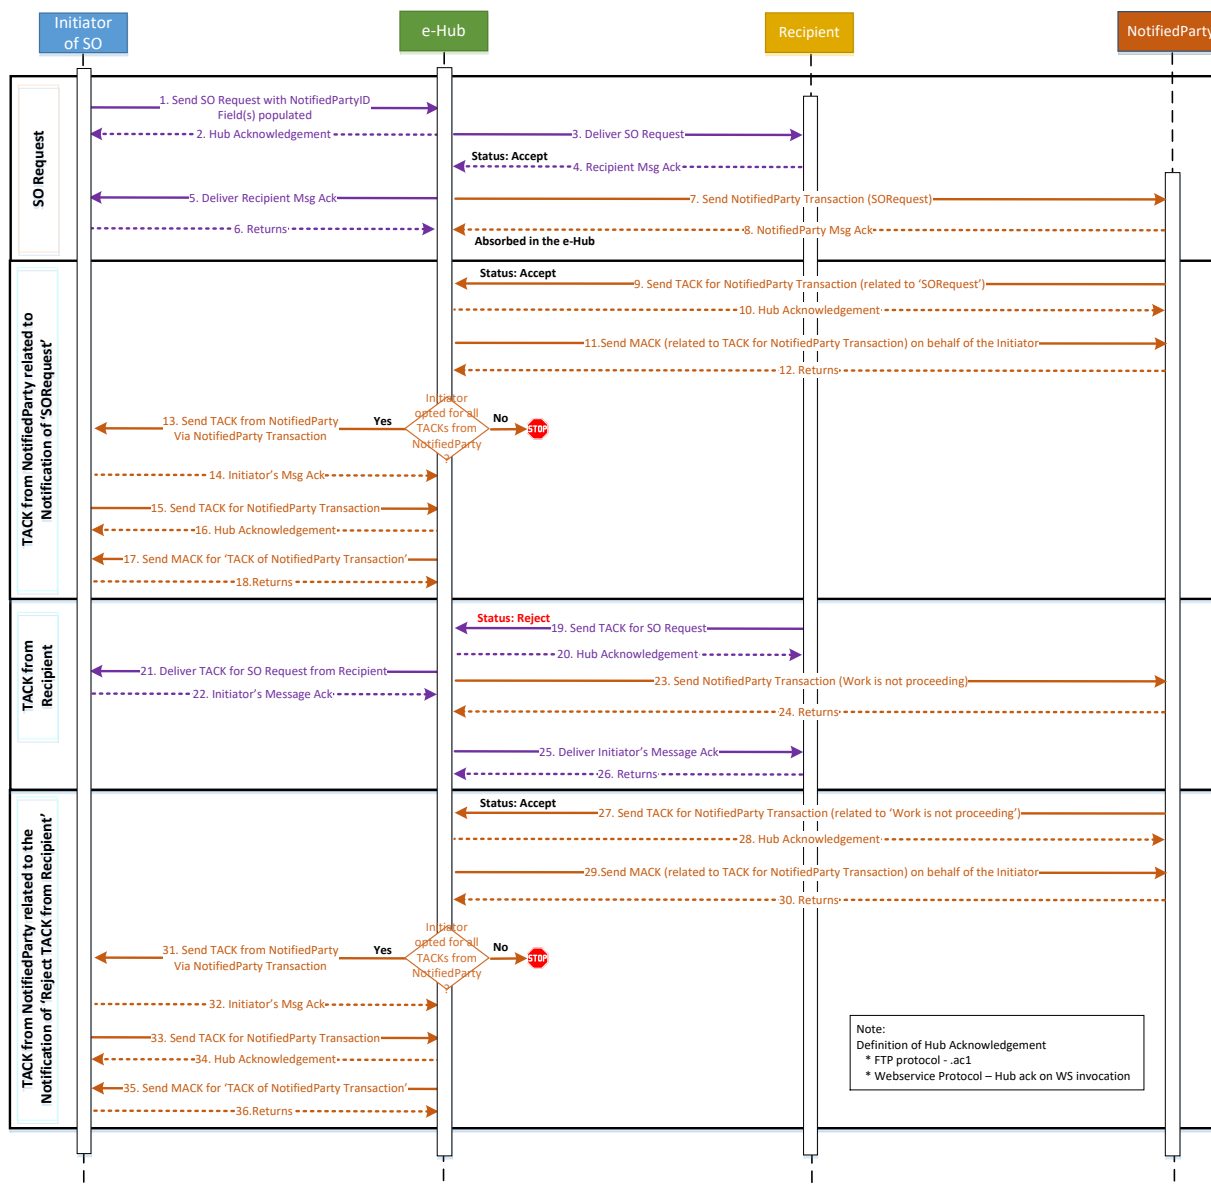 Initiator
of SO
e-Hub
Recipient
NotifiedParty
SO Request
1. Send SO Request with NotifiedPartyID
Field(s) populated
2. Hub Acknowledgement
3. Deliver SO Request
Status: Accept
4. Recipient Msg Ack
5. Deliver Recipient Msg Ack
7. Send NotifiedParty Transaction (SORequest)
6. Returns
8. NotifiedParty Msg Ack
Absorbed in the e-Hub
TACK from NotifiedParty related to
Notification of ‘SORequest’
Status: Accept
9. Send TACK for NotifiedParty Transaction (related to ‘SORequest’)
10. Hub Acknowledgement
11.Send MACK (related to TACK for NotifiedParty Transaction) on behalf of the Initiator
12. Returns
13. Send TACK from NotifiedParty
Via NotifiedParty Transaction
Yes
Initiator
opted for all
TACKs from
NotifiedParty
?
No
STOP
14. Initiator’s Msg Ack
15. Send TACK for NotifiedParty Transaction
16. Hub Acknowledgement
17. Send MACK for ‘TACK of NotifiedParty Transaction’
18.Returns
TACK from
Recipient
Status: Reject
19. Send TACK for SO Request
20. Hub Acknowledgement
21. Deliver TACK for SO Request from Recipient
23. Send NotifiedParty Transaction (Work is not proceeding)
22. Initiator’s Message Ack
24. Returns
25. Deliver Initiator’s Message Ack
26. Returns
TACK from NotifiedParty related to the
Notification of ‘Reject TACK from Recipient’
Status: Accept
27. Send TACK for NotifiedParty Transaction (related to ‘Work is not proceeding’)
28. Hub Acknowledgement
29.Send MACK (related to TACK for NotifiedParty Transaction) on behalf of the Initiator
30. Returns
31. Send TACK from NotifiedParty
Via NotifiedParty Transaction
Yes
Initiator
opted for all
TACKs from
NotifiedParty
?
No
STOP
32. Initiator’s Msg Ack
33. Send TACK for NotifiedParty Transaction
34. Hub Acknowledgement
35. Send MACK for ‘TACK of NotifiedParty Transaction’
36.Returns
Note:
Definition of Hub Acknowledgement
* FTP protocol - .ac1
* Webservice Protocol – Hub ack on WS invocation